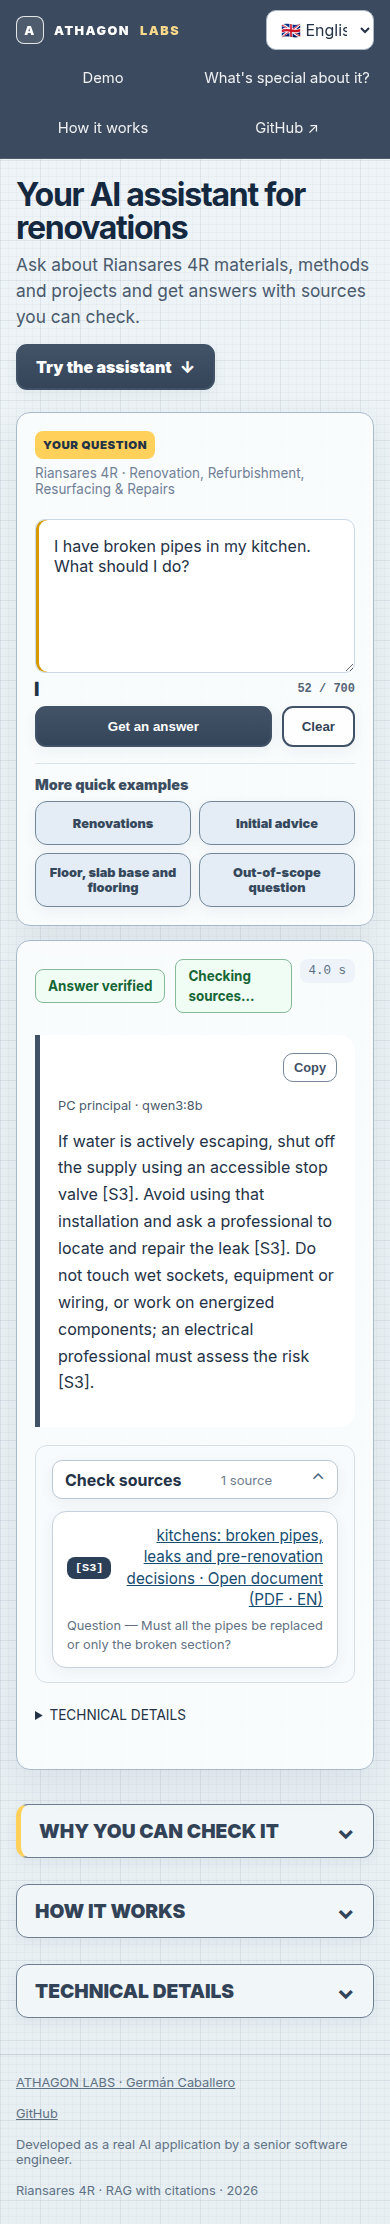 A ATHAGON LABS
🇬🇧 Englis
Demo
What's special about it?
How it works
GitHub ↗
Your AI assistant for
renovations
Ask about Riansares 4R materials, methods
and projects and get answers with sources
you can check.
Try the assistant ↓
YOUR QUESTION
Riansares 4R · Renovation, Refurbishment,
Resurfacing & Repairs
I have broken pipes in my kitchen.
What should I do?
52 / 700
Get an answer
Clear
More quick examples
Renovations
Initial advice
Floor, slab base and
flooring
Out-of-scope
question
Answer verified
Checking
sources...
4.0 s
Copy
PC principal · qwen3:8b
If water is actively escaping, shut off
the supply using an accessible stop
valve [S3]. Avoid using that
installation and ask a professional to
locate and repair the leak [S3]. Do
not touch wet sockets, equipment or
wiring, or work on energized
components; an electrical
professional must assess the risk
[S3].
Check sources
1 source
[S3]
kitchens: broken pipes,
leaks and pre-renovation
decisions · Open document
(PDF · EN)
Question — Must all the pipes be replaced
or only the broken section?
TECHNICAL DETAILS
WHY YOU CAN CHECK IT
HOW IT WORKS
TECHNICAL DETAILS
ATHAGON LABS · Germán Caballero
GitHub
Developed as a real AI application by a senior software
engineer.
Riansares 4R · RAG with citations · 2026